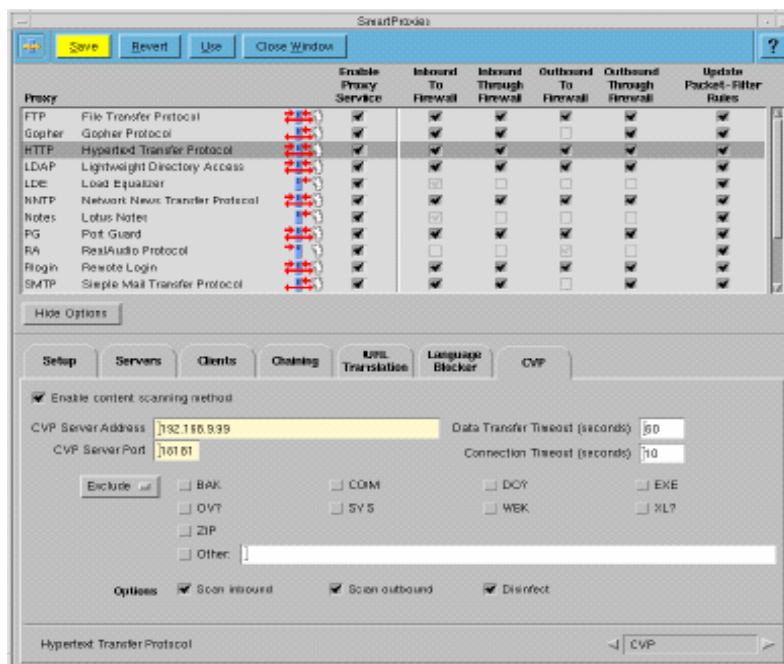 SmartProxies
Save Revert Use Close Window ?
Proxy Enable Proxy Service Inbound To Firewall Inbound Through Firewall Outbound To Firewall Outbound Through Firewall Update Packet-Filter Rules
FTP File Transfer Protocol
Gopher Gopher Protocol
HTTP Hypertext Transfer Protocol
LDAP Lightweight Directory Access
LDE Load Equalizer
NNTP Network News Transfer Protocol
Notes Lotus Notes
PG Port Guard
RA RealAudio Protocol
Rlogin Remote Login
SMTP Simple Mail Transfer Protocol
Hide Options
Setup Servers Clients Chaining URL Translation Language Blocker CVP
Enable content scanning method
CVP Server Address 192.168.9.99 Data Transfer Timeout (seconds) 60
CVP Server Port 18181 Connection Timeout (seconds) 10
Exclude BAK COM DO? EXE
OV? SYS WBK XL?
ZIP
Other:
Options Scan inbound Scan outbound Disinfect
Hypertext Transfer Protocol CVP